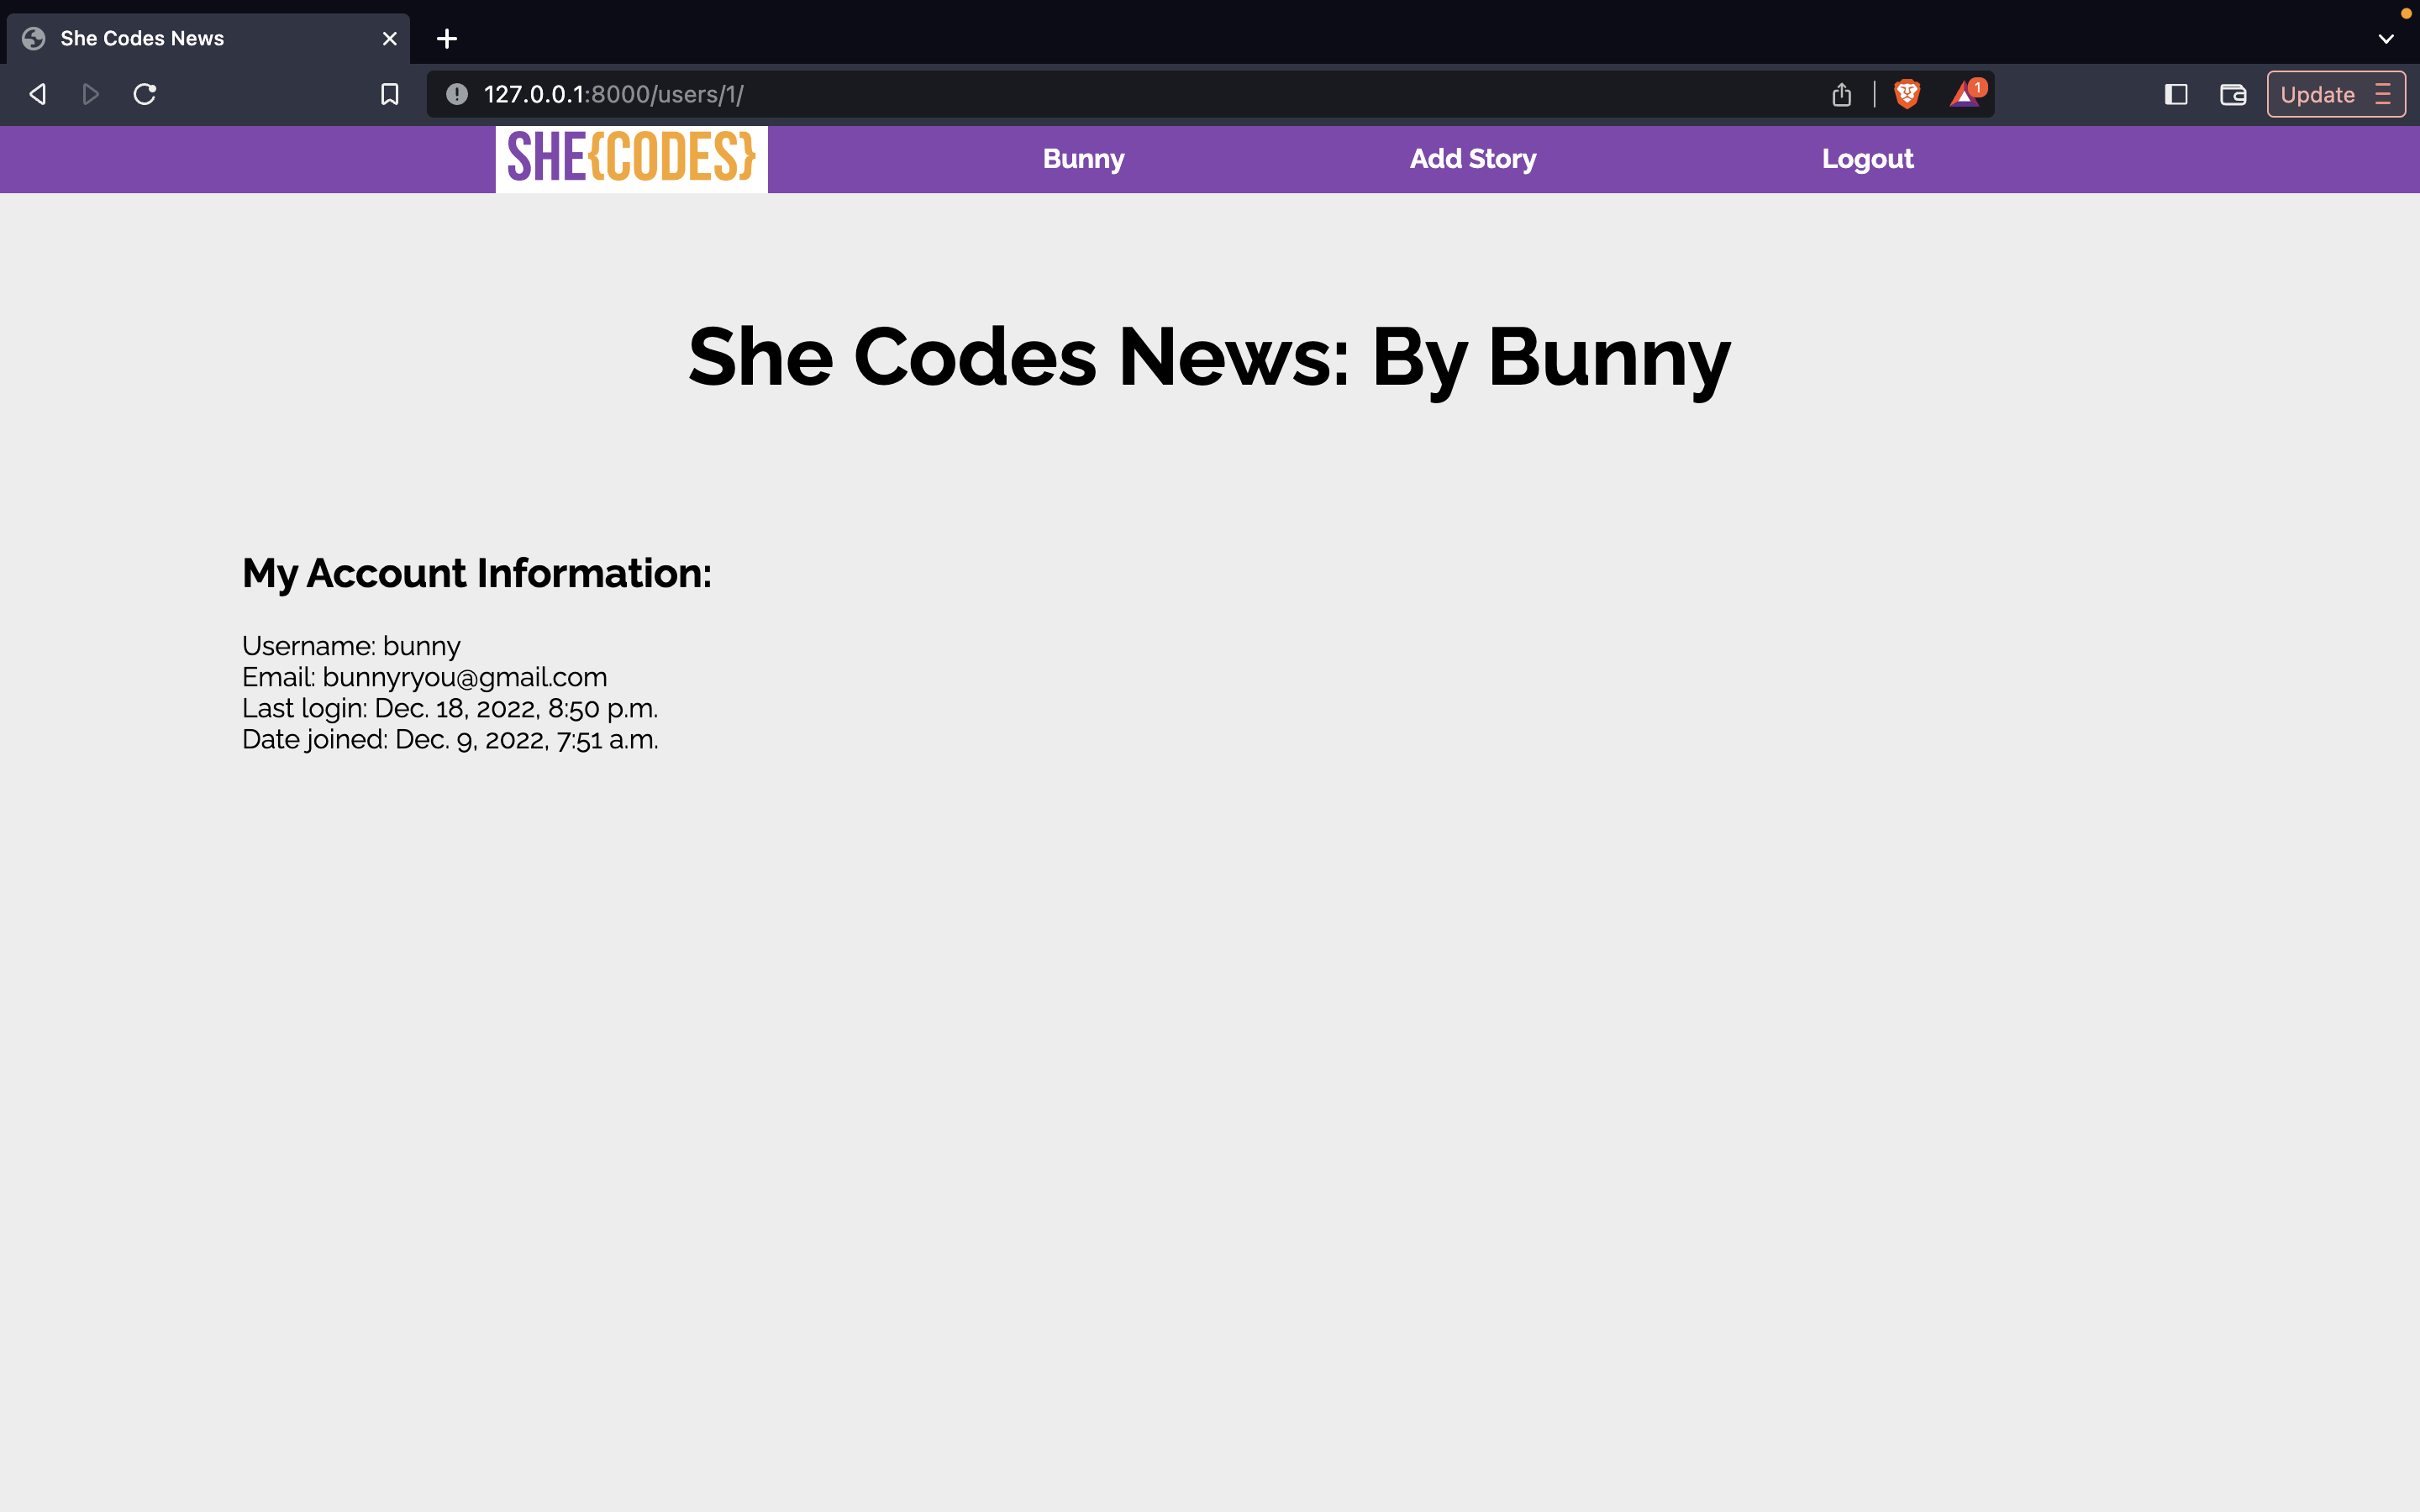 She Codes News
127.0.0.1:8000/users/1/
1
Update
SHE{CODES}
Bunny
Add Story
Logout
She Codes News: By Bunny
My Account Information:
Username: bunny
Email: bunnyryou@gmail.com
Last login: Dec. 18, 2022, 8:50 p.m.
Date joined: Dec. 9, 2022, 7:51 a.m.